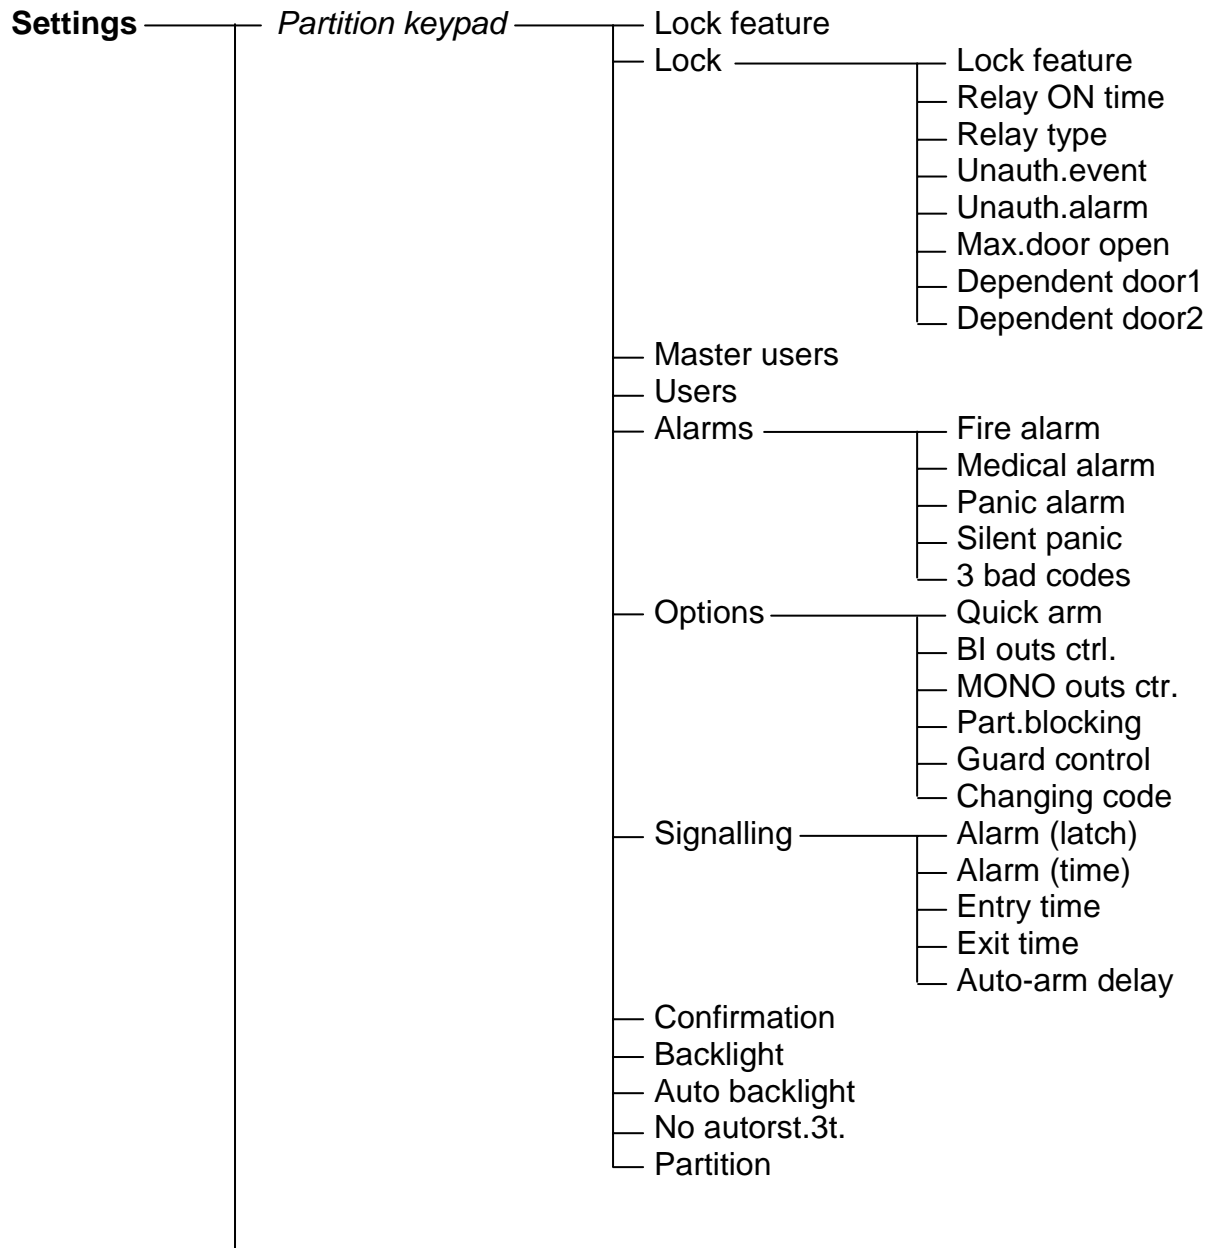 Settings Partition keypad Lock feature
Lock Lock feature
Relay ON time
Relay type
Unauth.event
Unauth.alarm
Max.door open
Dependent door1
Dependent door2
Master users
Users
Alarms Fire alarm
Medical alarm
Panic alarm
Silent panic
3 bad codes
Options Quick arm
BI outs ctrl.
MONO outs ctr.
Part.blocking
Guard control
Changing code
Signalling Alarm (latch)
Alarm (time)
Entry time
Exit time
Auto-arm delay
Confirmation
Backlight
Auto backlight
No autorst.3t.
Partition